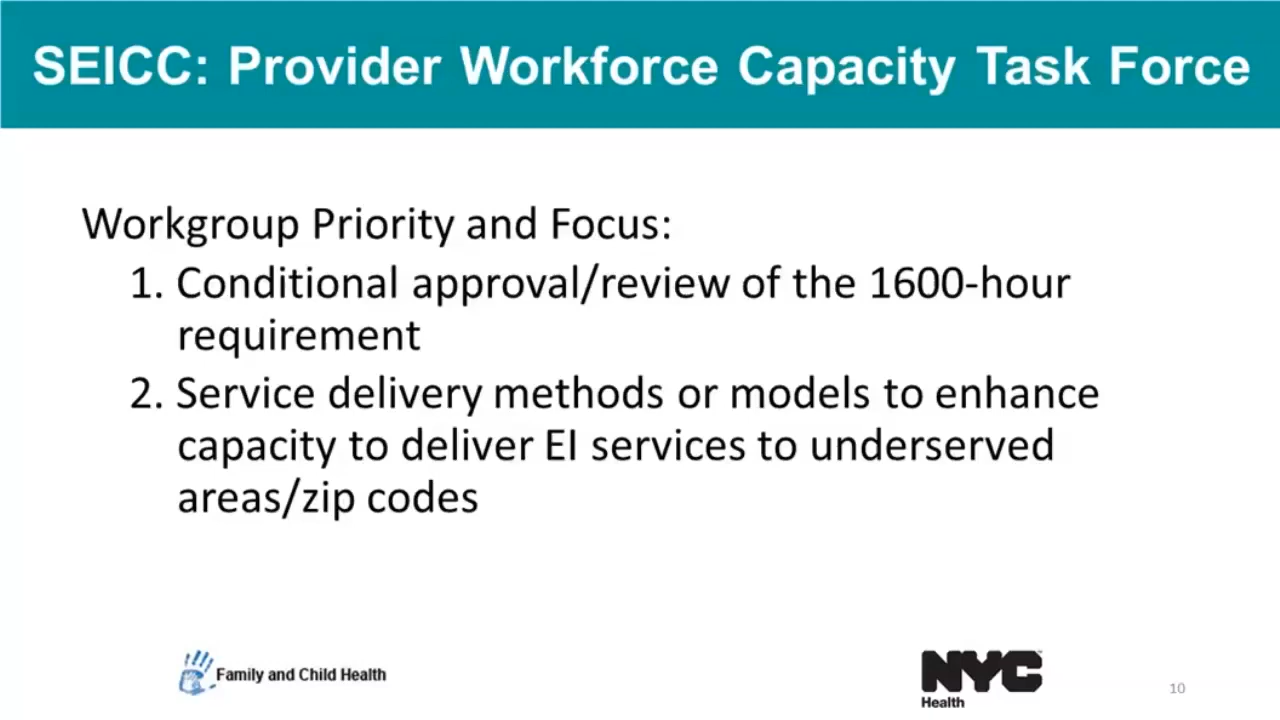 SEICC: Provider Workforce Capacity Task Force
Workgroup Priority and Focus:
1. Conditional approval/review of the 1600-hour
requirement
2. Service delivery methods or models to enhance
capacity to deliver EI services to underserved
areas/zip codes
Family and Child Health
NYC
Health
10